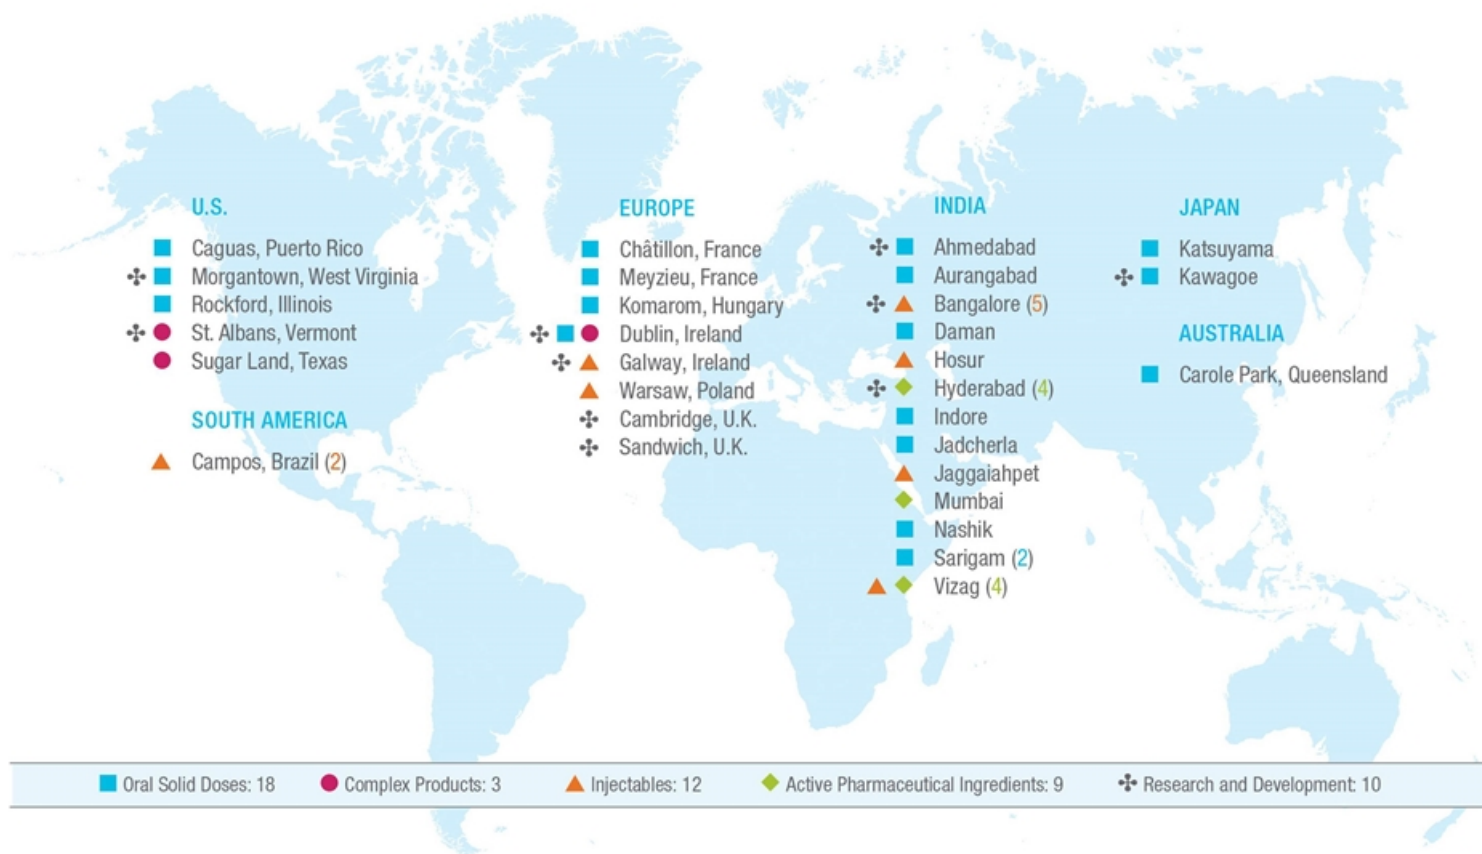 U.S.
Caguas, Puerto Rico
Morgantown, West Virginia
Rockford, Illinois
St. Albans, Vermont
Sugar Land, Texas
SOUTH AMERICA
Campos, Brazil (2)
EUROPE
Châtillon, France
Meyzieu, France
Komarom, Hungary
Dublin, Ireland
Galway, Ireland
Warsaw, Poland
Cambridge, U.K.
Sandwich, U.K.
INDIA
Ahmedabad
Aurangabad
Bangalore (5)
Daman
Hosur
Hyderabad (4)
Indore
Jadcherla
Jaggaiahpet
Mumbai
Nashik
Sarigam (2)
Vizag (4)
JAPAN
Katsuyama
Kawagoe
AUSTRALIA
Carole Park, Queensland
Oral Solid Doses: 18 Complex Products: 3 Injectables: 12 Active Pharmaceutical Ingredients: 9 Research and Development: 10